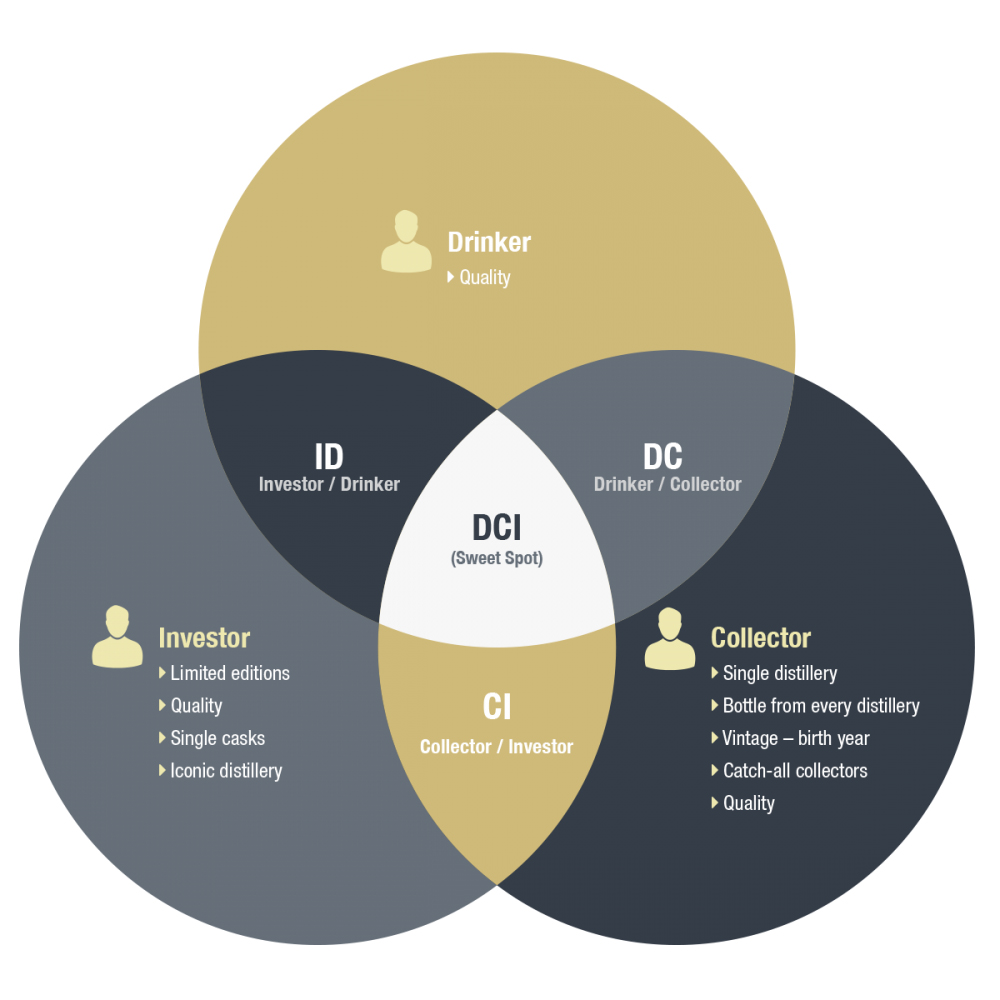 Drinker
Quality
ID
Investor / Drinker
DC
Drinker / Collector
DCI
(Sweet Spot)
Investor
Limited editions
Quality
Single casks
Iconic distillery
CI
Collector / Investor
Collector
Single distillery
Bottle from every distillery
Vintage – birth year
Catch-all collectors
Quality